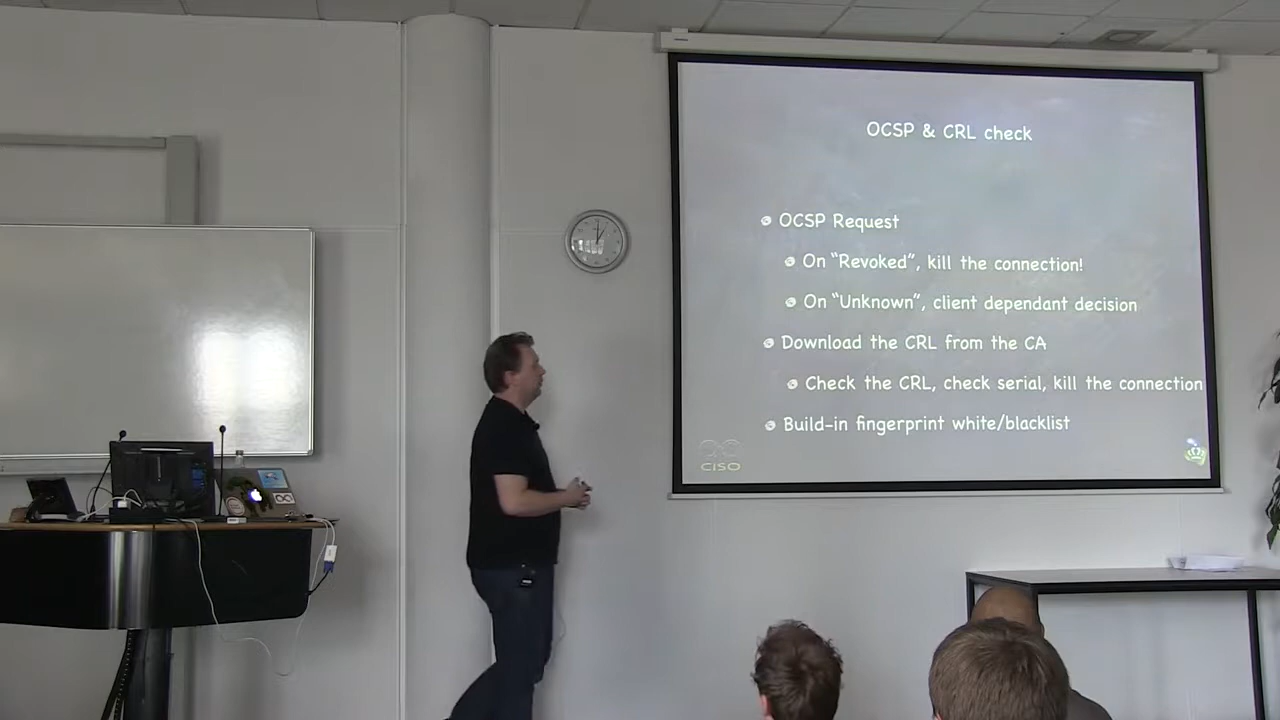 OCSP & CRL check
OCSP Request
On "Revoked", kill the connection!
On "Unknown", client dependant decision
Download the CRL from the CA
Check the CRL, check serial, kill the connection
Build-in fingerprint white/blacklist
CISO